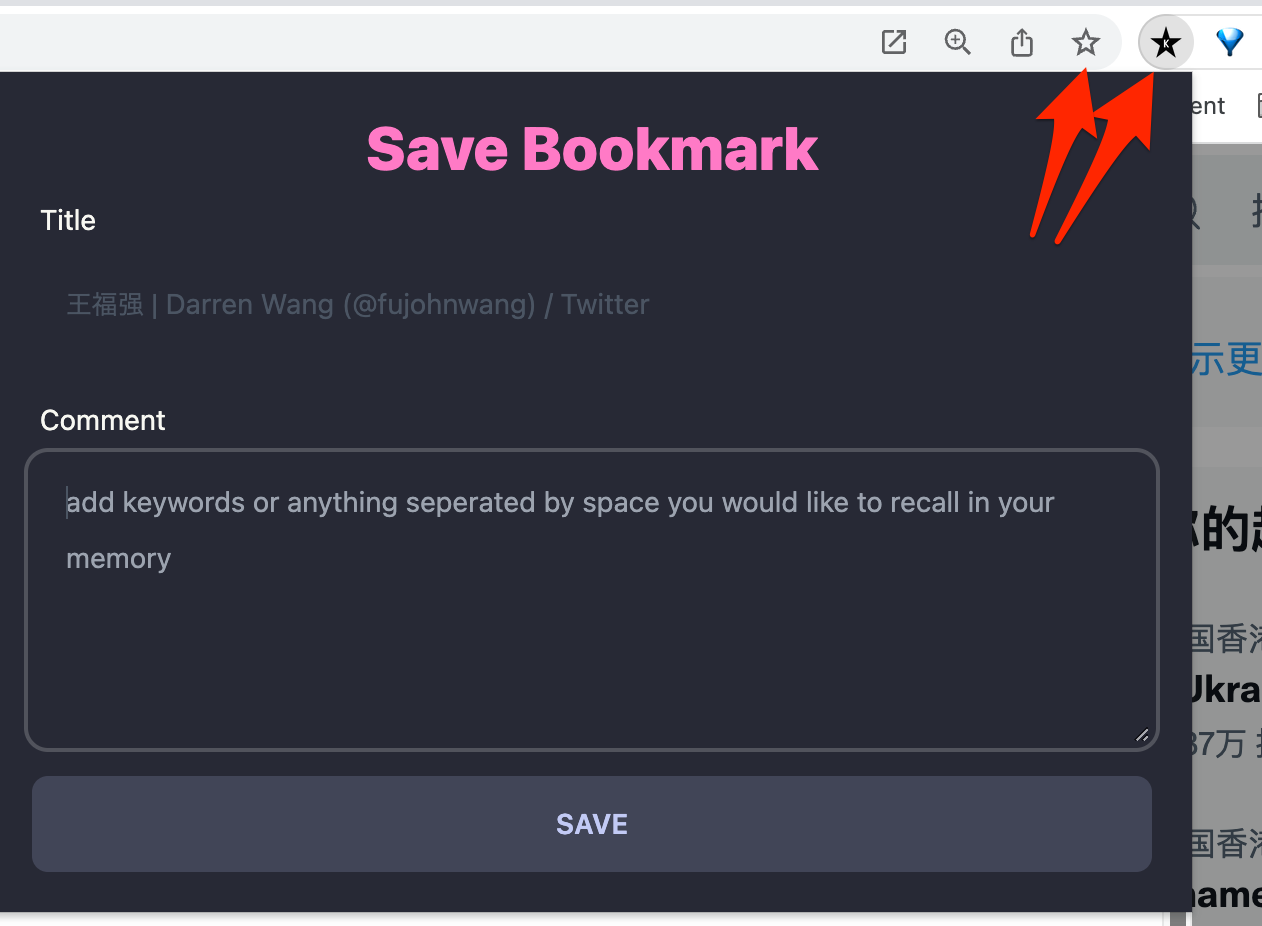 K
ent
Save Bookmark
Title
王福强 | Darren Wang (@fujohnwang) / Twitter
示更
Comment
add keywords or anything seperated by space you would like to recall in your
memory
的
国香港
Ukra
37万
SAVE
国香港
name